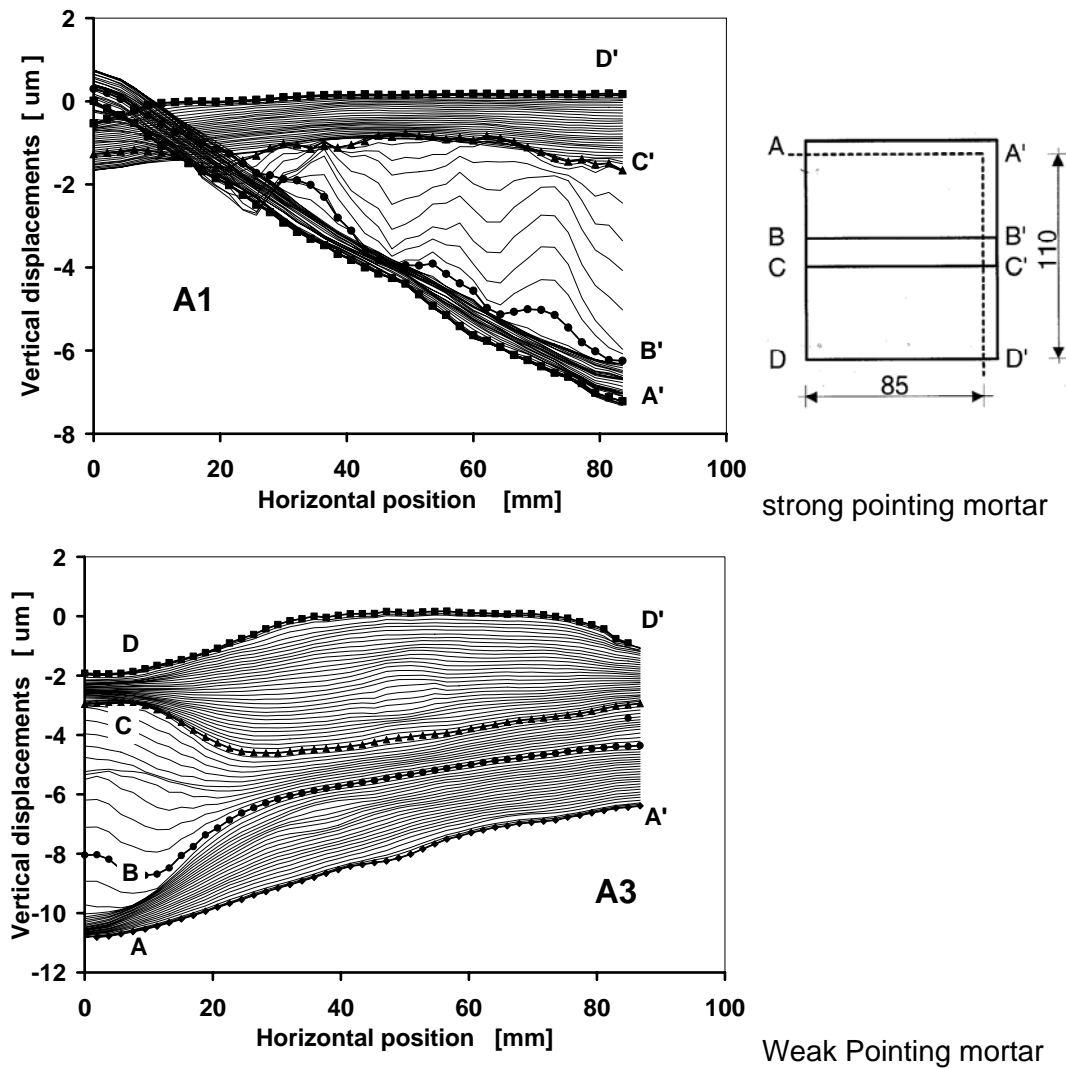 2
0
-2
-4
-6
-8
Vertical displacements [ um ]
D'
C'
B'
A'
A1
0 20 40 60 80 100
Horizontal position [mm]
A A'
B B'
C C'
D D'
110
85
strong pointing mortar
2
0
-2
-4
-6
-8
-10
-12
Vertical displacements [ um ]
D D'
C
B
A'
A
A3
0 20 40 60 80 100
Horizontal position [mm]
Weak Pointing mortar